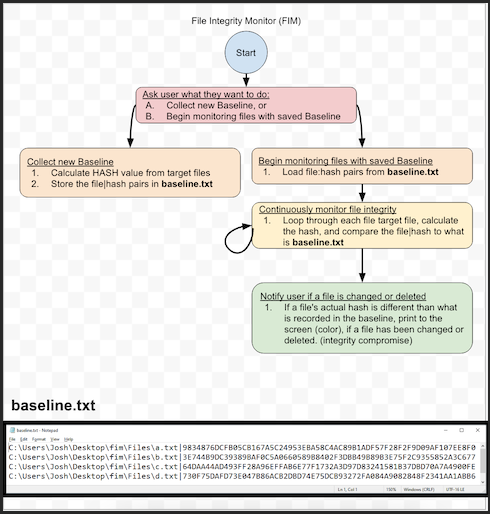 File Integrity Monitor (FIM)
Start
Ask user what they want to do:
A. Collect new Baseline, or
B. Begin monitoring files with saved Baseline
Collect new Baseline
1. Calculate HASH value from target files
2. Store the file|hash pairs in baseline.txt
Begin monitoring files with saved Baseline
1. Load file:hash pairs from baseline.txt
Continuously monitor file integrity
1. Loop through each file target file, calculate
the hash, and compare the file|hash to what
is baseline.txt
Notify user if a file is changed or deleted
1. If a file's actual hash is different than what
is recorded in the baseline, print to the
screen (color), if a file has been changed or
deleted. (integrity compromise)
baseline.txt
baseline.txt - Notepad
File Edit Format View Help
C:\Users\Josh\Desktop\fim\Files\a.txt|9834876DCFB05CB167A5C24953EBA58C4AC89B1ADF57F28F2F9D09AF107EE8F0
C:\Users\Josh\Desktop\fim\Files\b.txt|3E744B9DC39389BAF0C5A0660589B8402F3DBB49B89B3E75F2C9355852A3C677
C:\Users\Josh\Desktop\fim\Files\c.txt|64DAA44AD493FF28A96EFFAB6E77F1732A3D97D83241581B37DBD70A7A4900FE
C:\Users\Josh\Desktop\fim\Files\d.txt|730F75DAFD73E047B86ACB2D8D74E75DCB93272FA084A9082848F2341AA1ABB6
Ln 1, Col 1 100% Windows (CRLF) UTF-16 LE